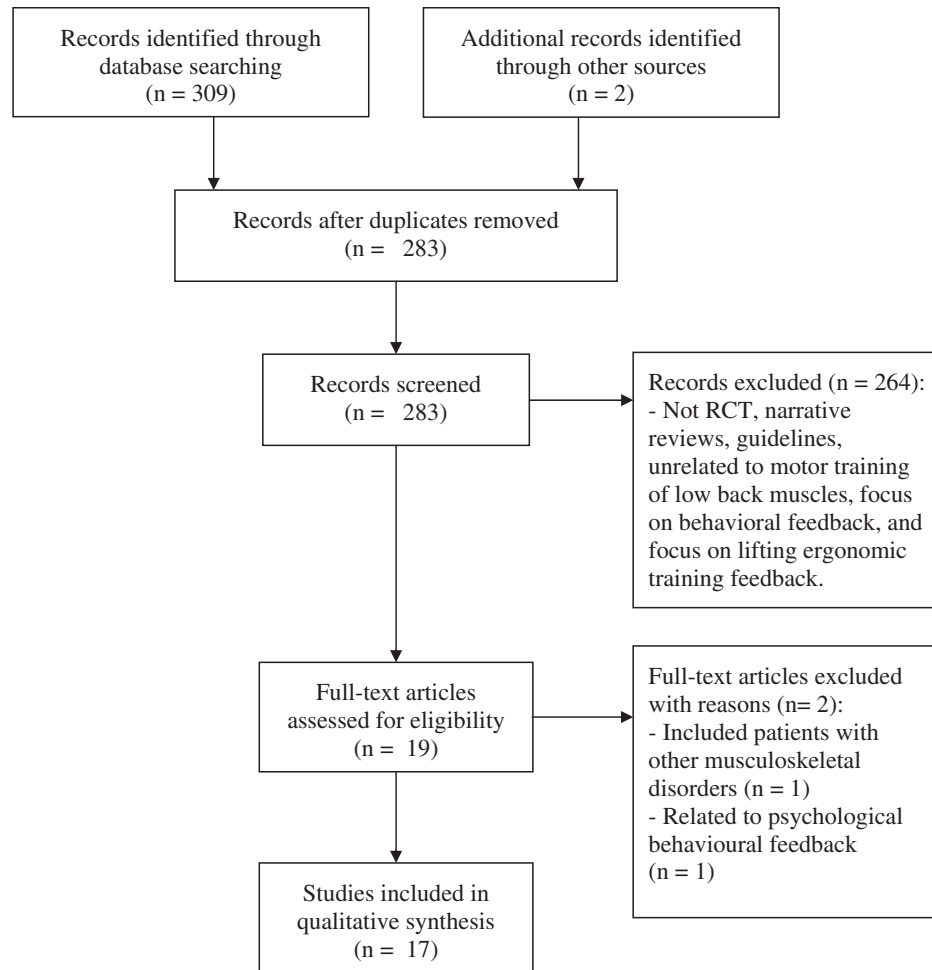 Records identified through
database searching
(n = 309)
Additional records identified
through other sources
(n = 2)
Records after duplicates removed
(n = 283)
Records screened
(n = 283)
Records excluded (n = 264):
- Not RCT, narrative
reviews, guidelines,
unrelated to motor training
of low back muscles, focus
on behavioral feedback, and
focus on lifting ergonomic
training feedback.
Full-text articles
assessed for eligibility
(n = 19)
Full-text articles excluded
with reasons (n= 2):
- Included patients with
other musculoskeletal
disorders (n = 1)
- Related to psychological
behavioural feedback
(n = 1)
Studies included in
qualitative synthesis
(n = 17)